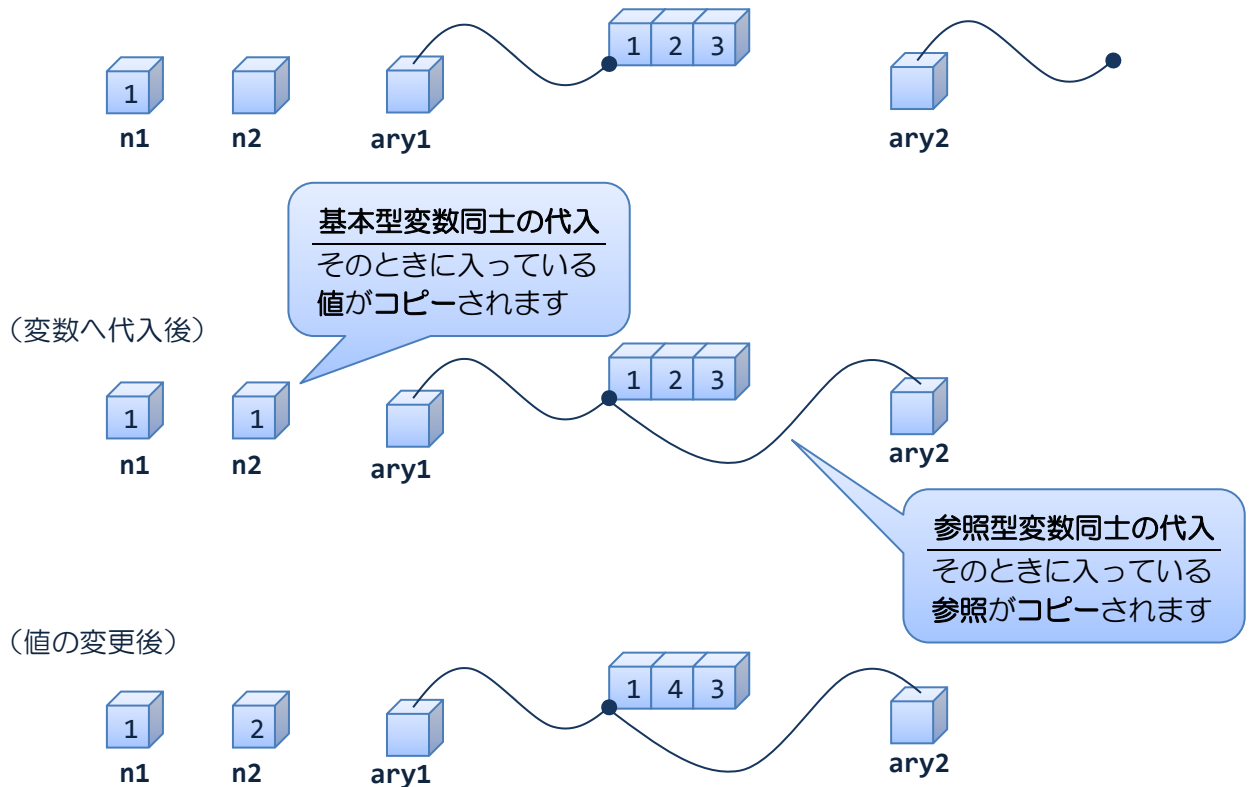 1 2 3
1
n1 n2 ary1 ary2
基本型変数同士の代入
そのときに入っている
値がコピーされます
（変数へ代入後）
1 2 3
1 1
n1 n2 ary1 ary2
参照型変数同士の代入
そのときに入っている
参照がコピーされます
（値の変更後）
1 4 3
1 2
n1 n2 ary1 ary2